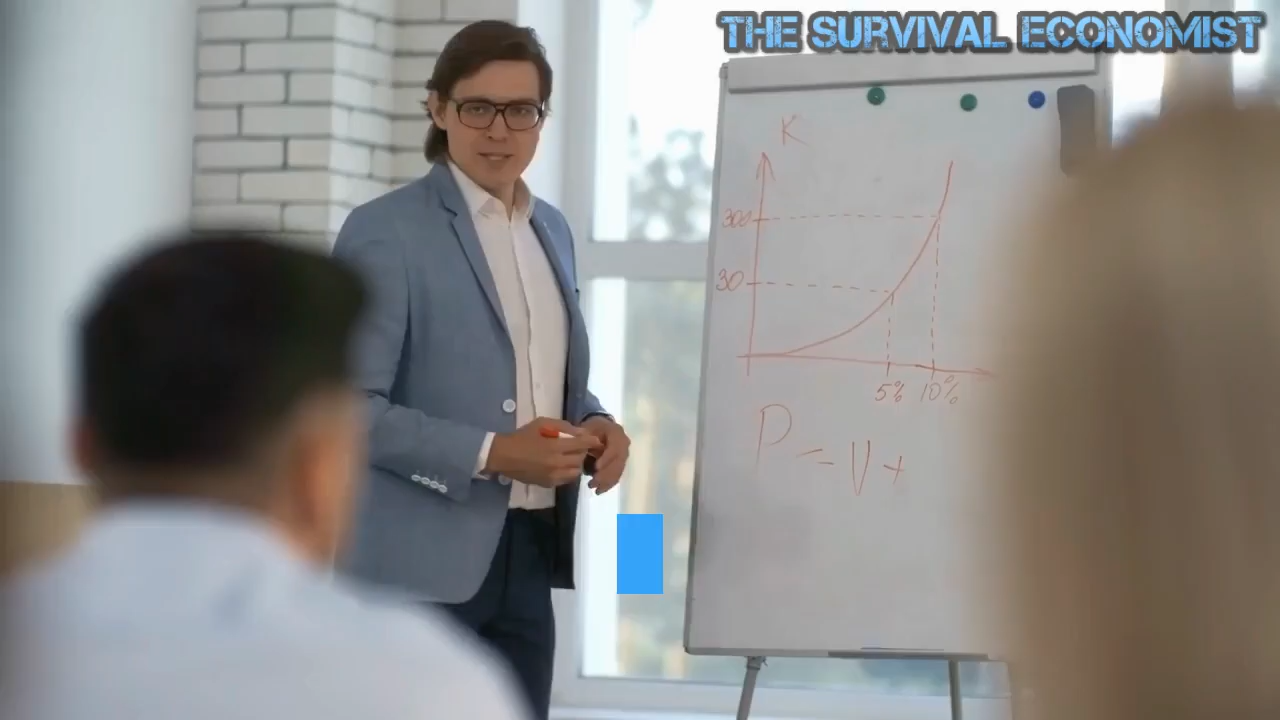 THE SURVIVAL ECONOMIST
K
300
30
5% 10%
P = V +